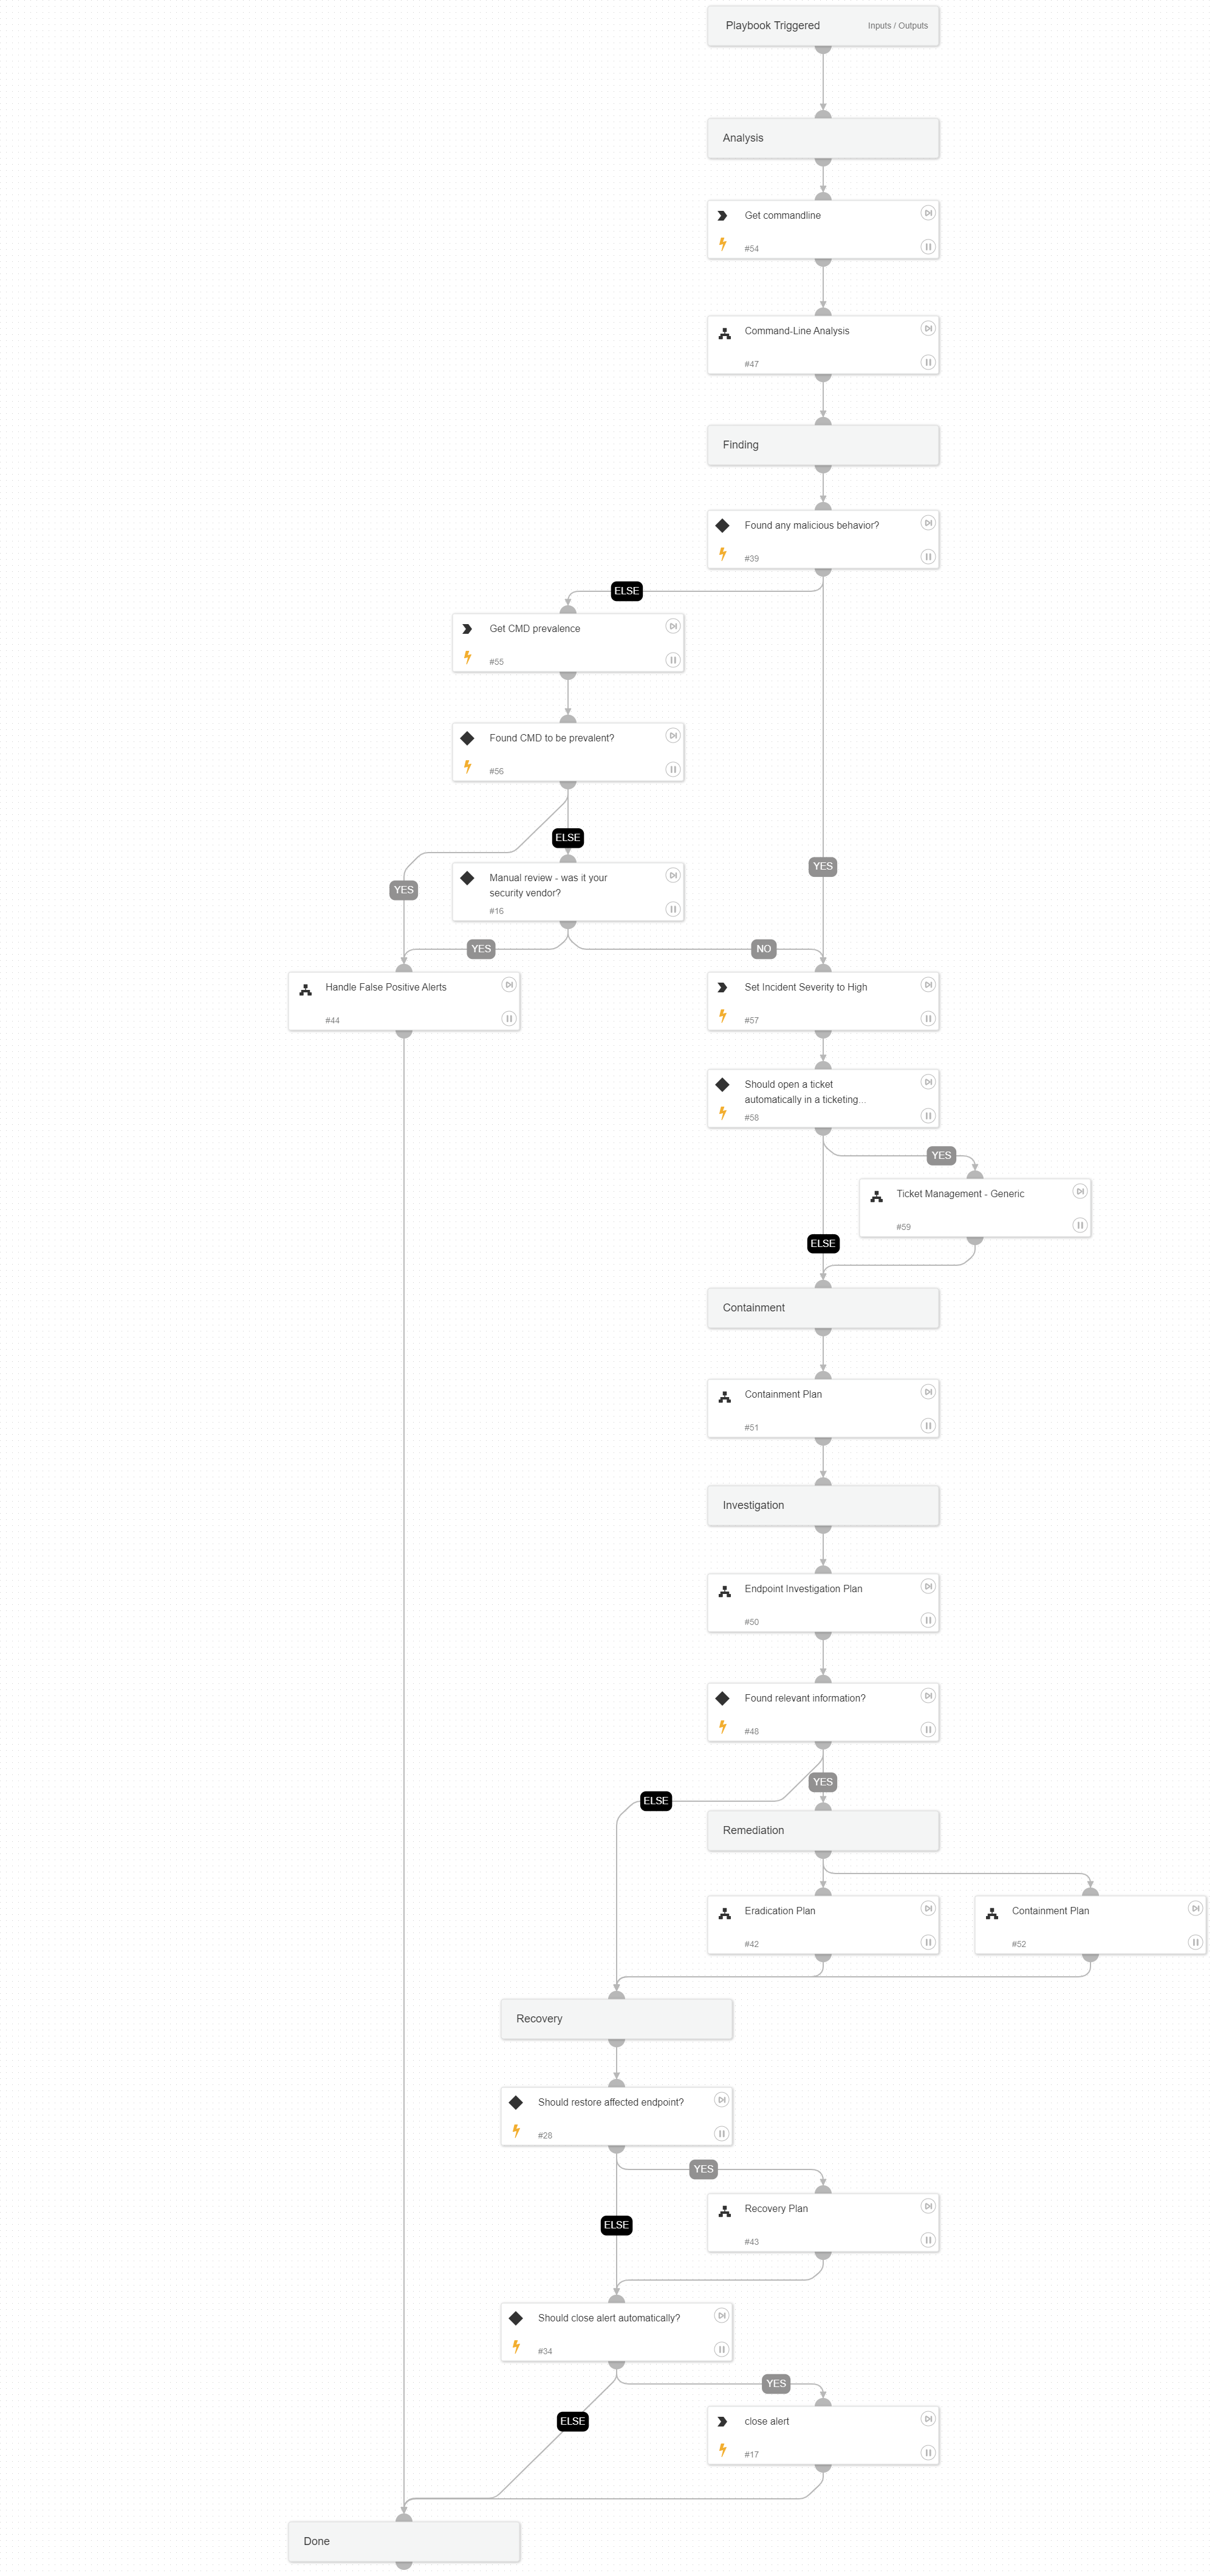 Playbook Triggered
Inputs / Outputs
Analysis
Get commandline
#54
Command-Line Analysis
#47
Finding
Found any malicious behavior?
#39
ELSE
Get CMD prevalence
#55
Found CMD to be prevalent?
#56
ELSE
YES
Manual review - was it your
security vendor?
#16
YES
YES
NO
Handle False Positive Alerts
#44
Set Incident Severity to High
#57
Should open a ticket
automatically in a ticketing...
#58
YES
Ticket Management - Generic
#59
ELSE
Containment
Containment Plan
#51
Investigation
Endpoint Investigation Plan
#50
Found relevant information?
#48
YES
ELSE
Remediation
Eradication Plan
#42
Containment Plan
#52
Recovery
Should restore affected endpoint?
#28
YES
Recovery Plan
#43
ELSE
Should close alert automatically?
#34
YES
ELSE
close alert
#17
Done